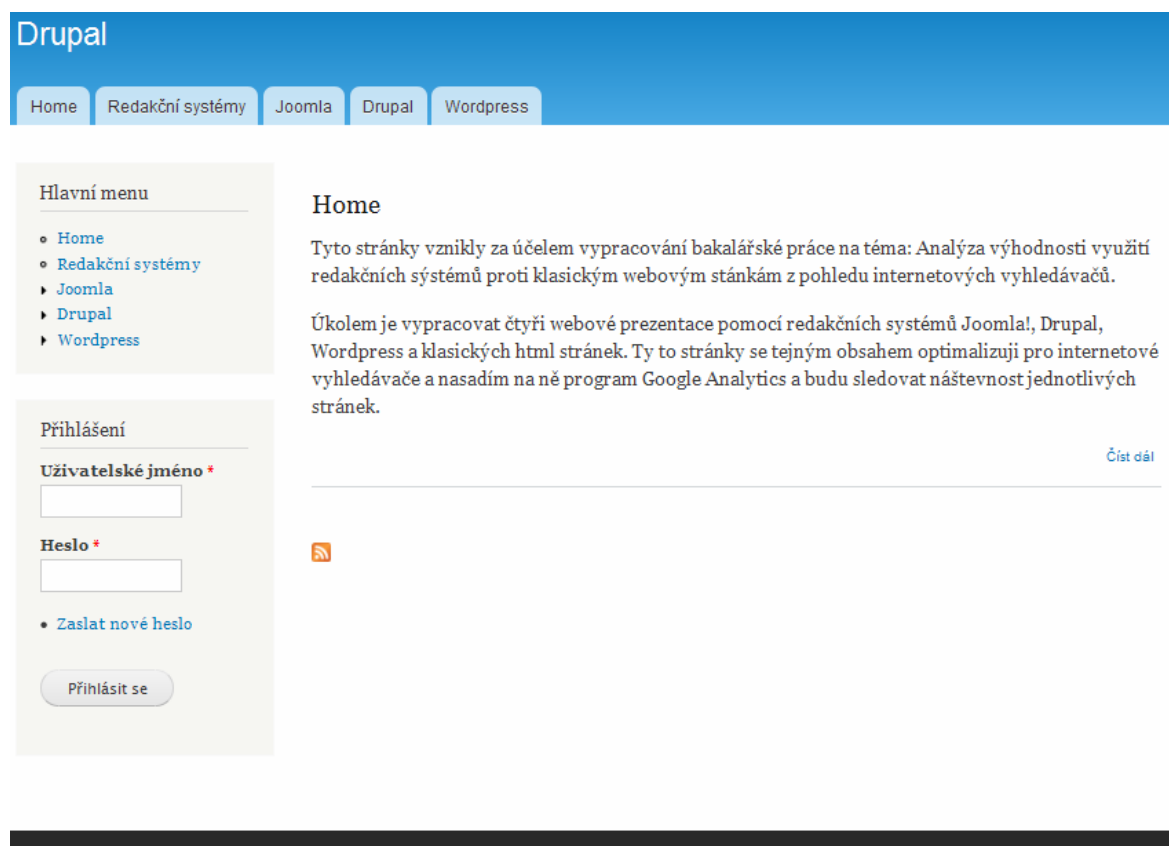 Drupal
Home Redakční systémy Joomla Drupal Wordpress
Hlavní menu
Home
Redakční systémy
Joomla
Drupal
Wordpress
Přihlášení
Uživatelské jméno *
Heslo *
Zaslat nové heslo
Přihlásit se
Home
Tyto stránky vznikly za účelem vypracování bakalářské práce na téma: Analýza výhodnosti využití
redakčních sýstémů proti klasickým webovým stánkám z pohledu internetových vyhledávačů.
Úkolem je vypracovat čtyři webové prezentace pomocí redakčních systémů Joomla!, Drupal,
Wordpress a klasických html stránek. Ty to stránky se tejným obsahem optimalizuji pro internetové
vyhledávače a nasadím na ně program Google Analytics a budu sledovat náštevnost jednotlivých
stránek.
Číst dál